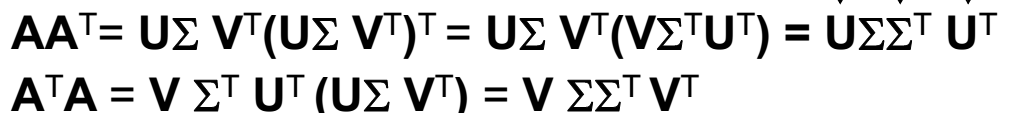 AAᵀ= UΣ Vᵀ(UΣ Vᵀ)ᵀ = UΣ Vᵀ(VΣᵀUᵀ) = UΣΣᵀ Uᵀ
AᵀA = V Σᵀ Uᵀ (UΣ Vᵀ) = V ΣΣᵀ Vᵀ